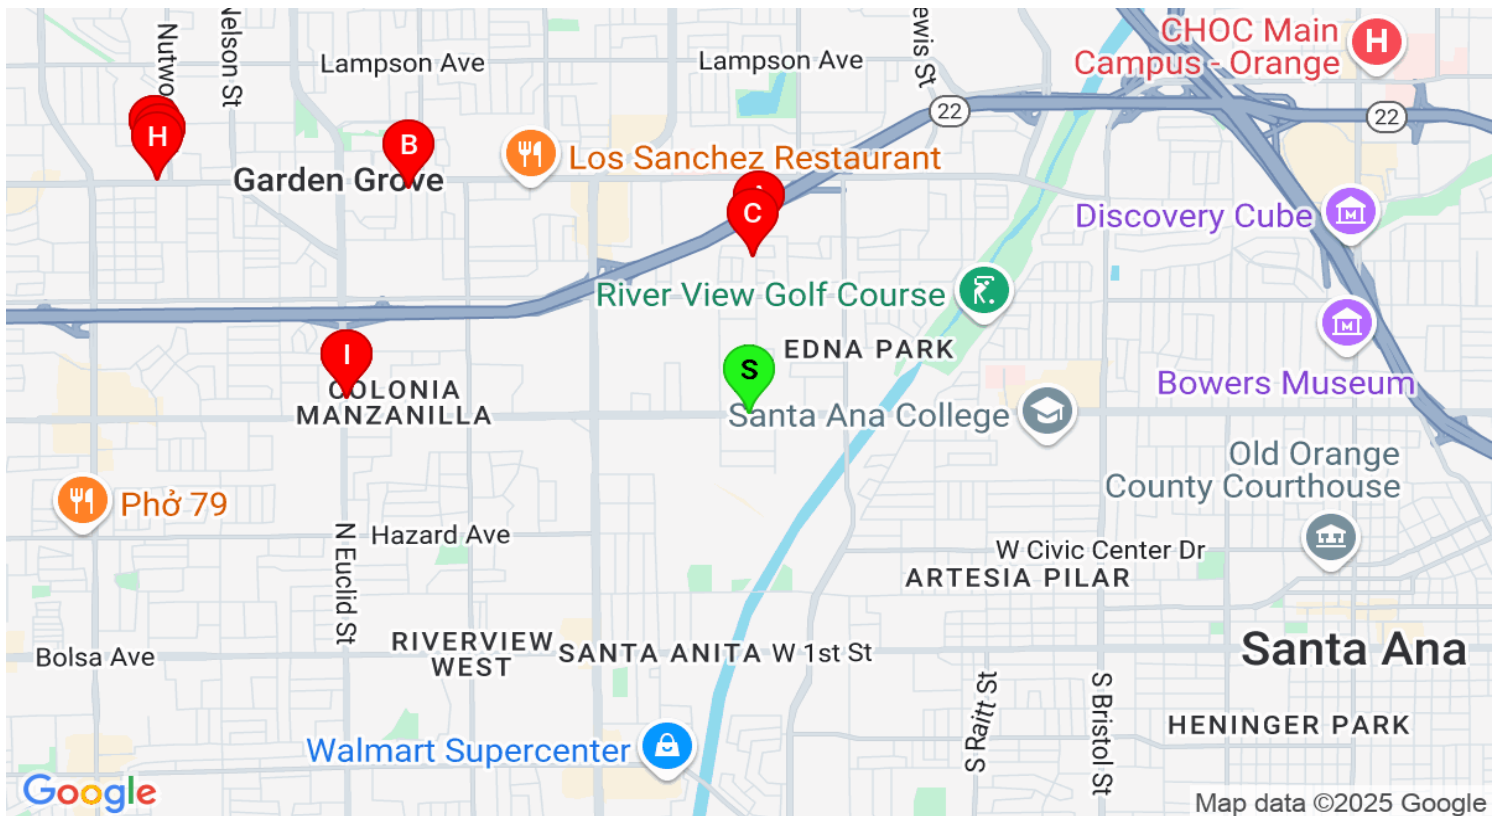 Nelson St
Nutwo
Lampson Ave
Lampson Ave
ewis St
CHOC Main
Campus - Orange
H
22
22
H
B
Los Sanchez Restaurant
Garden Grove
C
Discovery Cube
M
River View Golf Course
M
I
S
EDNA PARK
Bowers Museum
COLONIA
MANZANILLA
Santa Ana College
Old Orange
County Courthouse
Phở 79
Hazard Ave
N Euclid St
W Civic Center Dr
ARTESIA PILAR
RIVERVIEW
WEST
SANTA ANITA
W 1st St
Bolsa Ave
Santa Ana
S Raitt St
S Bristol St
HENINGER PARK
Walmart Supercenter
Google
Map data ©2025 Google